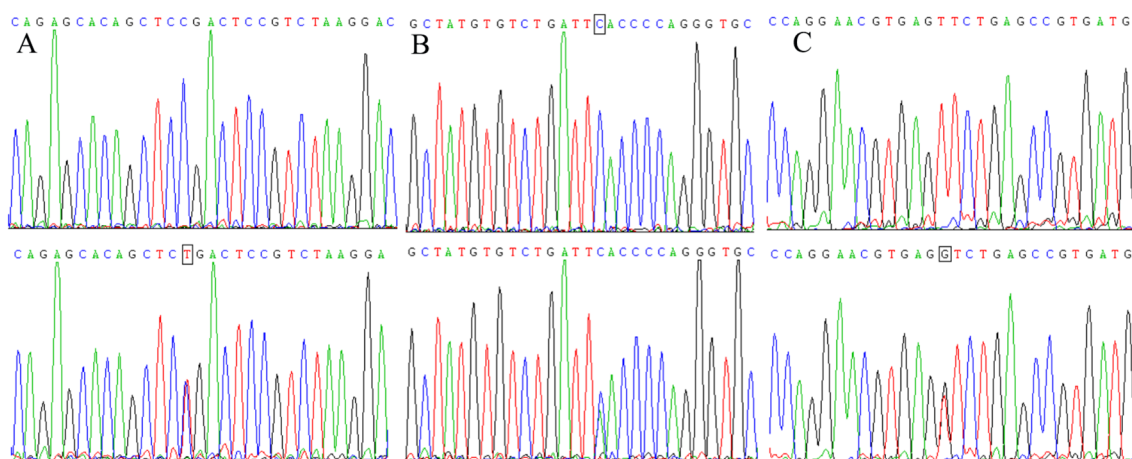 CAGAGCACAGCTCCGACTCCGTCTAAGGAC
GCTATGTGTCTGATTCACCCCAGGGTGC
CCAGGAACGTGAGTTCTGAGCCGTGATG
A
B
C
CAGAGCACAGCTCTGACTCCGTCTAAGGA
GCTATGTGTCTGATTCACCCCAGGGTGC
CCAGGAACGTGAGGTCTGAGCCGTGATG